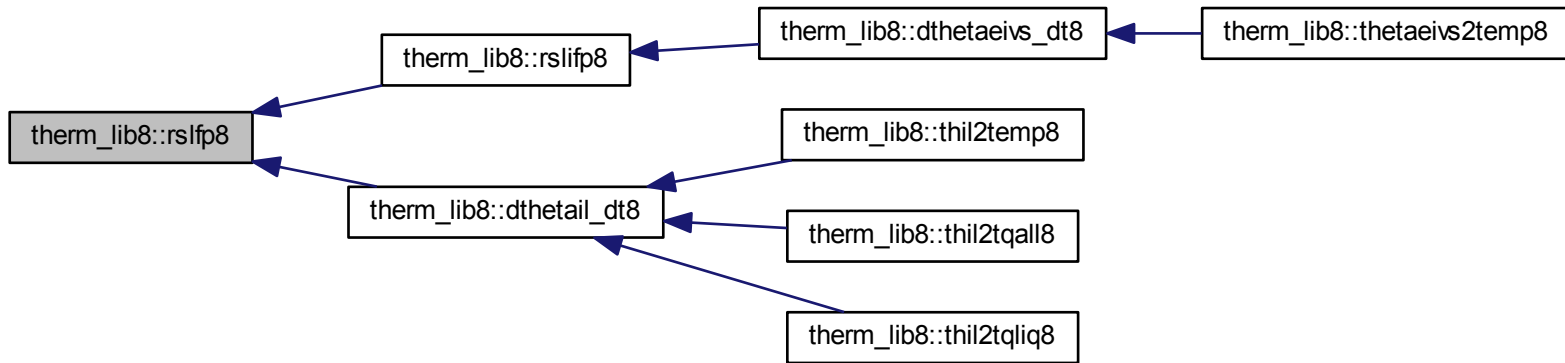 therm_lib8::rslfp8
therm_lib8::rslifp8
therm_lib8::dthetaeivs_dt8
therm_lib8::thetaeivs2temp8
therm_lib8::dthetail_dt8
therm_lib8::thil2temp8
therm_lib8::thil2tqall8
therm_lib8::thil2tqliq8